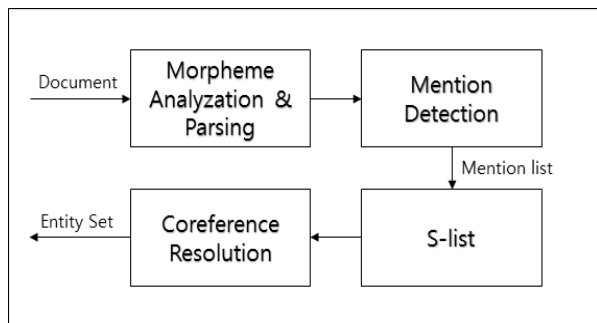 Document
Morpheme
Analyzation &
Parsing
Mention
Detection
Mention list
S-list
Coreference
Resolution
Entity Set